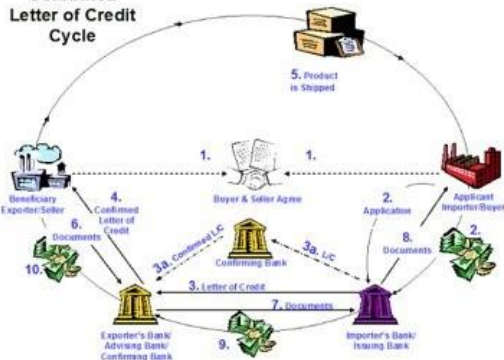 Letter of Credit
Cycle
5. Product
is Shipped
1.
1.
Beneficiary
Exporter/Seller
Buyer & Seller Agree
Applicant
Importer/Buyer
4.
Confirmed
Letter of
Credit
2.
Application
6.
Documents
8.
Documents
2.
10.
3a. Confirmed L/C
Confirming Bank
3a. L/C
3. Letter of Credit
7. Documents
9.
Exporter's Bank/
Advising Bank/
Confirming Bank
Importer's Bank/
Issuing Bank